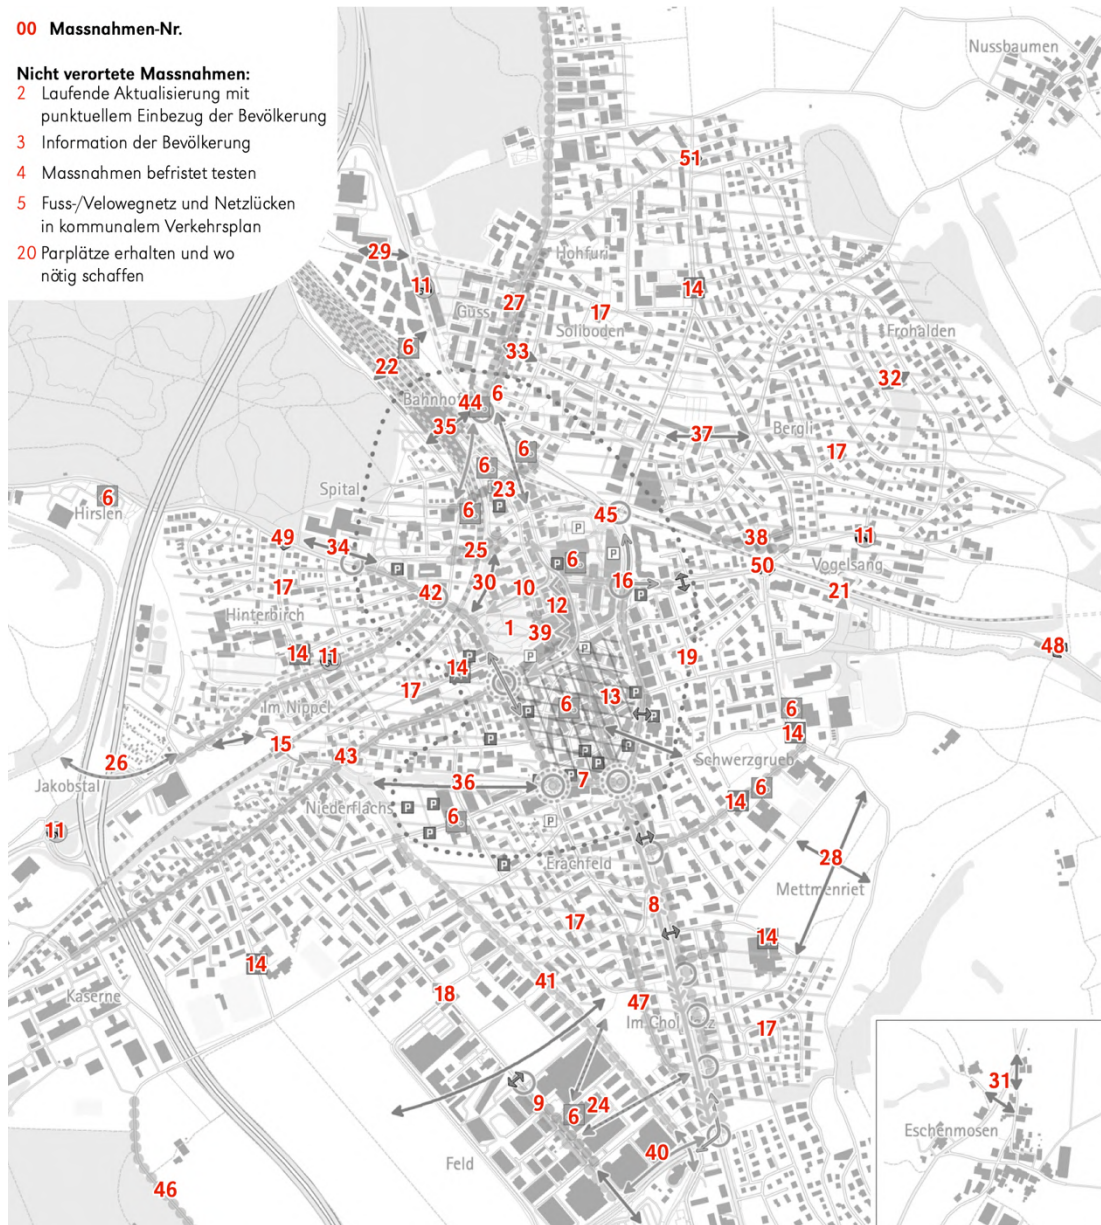 00 Massnahmen-Nr.
Nicht verortete Massnahmen:
2 Laufende Aktualisierung mit
punktuellem Einbezug der Bevölkerung
3 Information der Bevölkerung
4 Massnahmen befristet testen
5 Fuss-/Velowegnetz und Netzlücken
in kommunalem Verkehrsplan
20 Parplätze erhalten und wo
nötig schaffen
Nussbaumen
51
29
Hohfuri
11
14
27
Guss
17
Soliboden
Frohalden
6
33
22
32
6
44
Bahnhof
35
37
Bergli
6
17
6
23
Spital
6
Hirslen
6
P
45
P
49
38
11
34
25
P
6
P
50
Vogelsang
P
17
30
10
16
21
42
P
Hinterbirch
12
1
39
14
11
P
P
P
19
48
14
17
6
13
P
Im Nippel
P
P
6
15
P
14
43
P
P
Schwerzgrueb
26
P
Jakobstal
36
P
7
6
Niederflachs
P
P
14
6
P
11
P
Erachfeld
P
28
Mettmenriet
8
17
14
14
41
Kaserne
18
47
Im Chol
tz
17
31
9
6
24
Eschenmosen
40
Feld
46